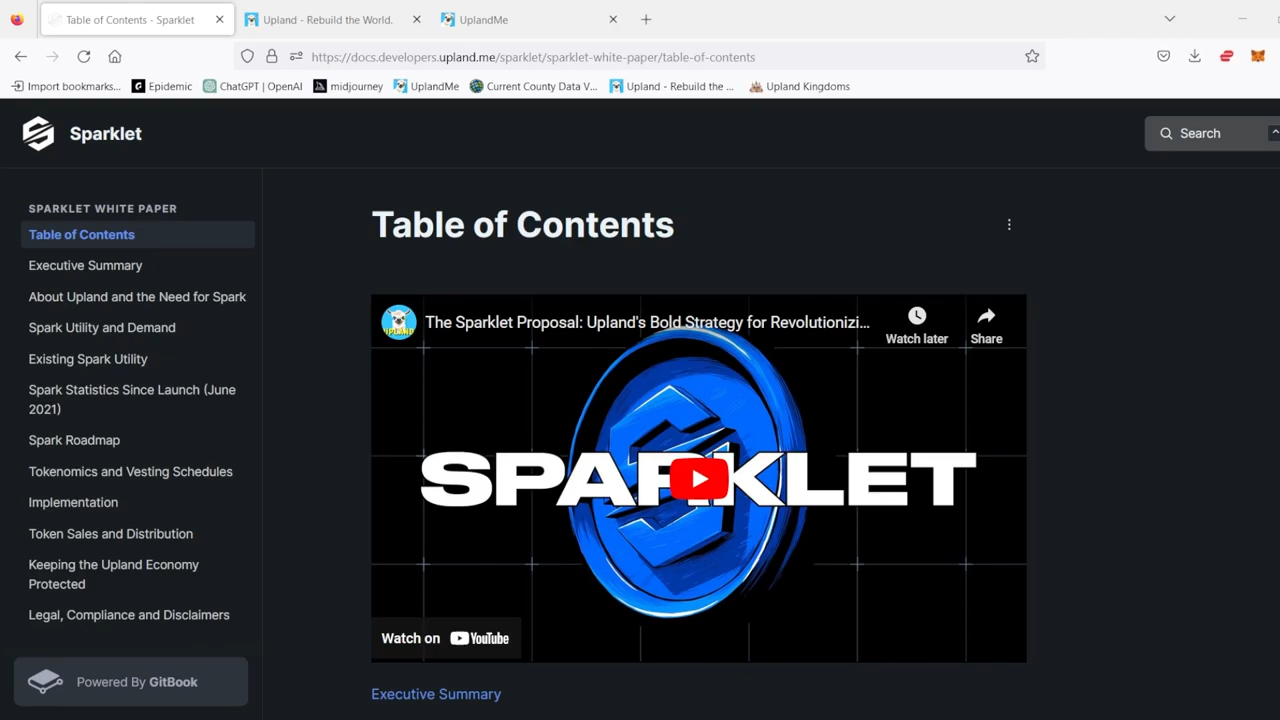 Table of Contents - Sparklet
Upland - Rebuild the World.
UplandMe
https://docs.developers.upland.me/sparklet/sparklet-white-paper/table-of-contents
Import bookmarks...
Epidemic
ChatGPT | OpenAI
midjourney
UplandMe
Current County Data V...
Upland - Rebuild the ...
Upland Kingdoms
Sparklet
Search
SPARKLET WHITE PAPER
Table of Contents
Executive Summary
About Upland and the Need for Spark
Spark Utility and Demand
Existing Spark Utility
Spark Statistics Since Launch (June
2021)
Spark Roadmap
Tokenomics and Vesting Schedules
Implementation
Token Sales and Distribution
Keeping the Upland Economy
Protected
Legal, Compliance and Disclaimers
Powered By GitBook
Table of Contents
UPLAND
The Sparklet Proposal: Upland's Bold Strategy for Revolutionizi...
Watch later
Share
SPARKLET
Watch on YouTube
Executive Summary